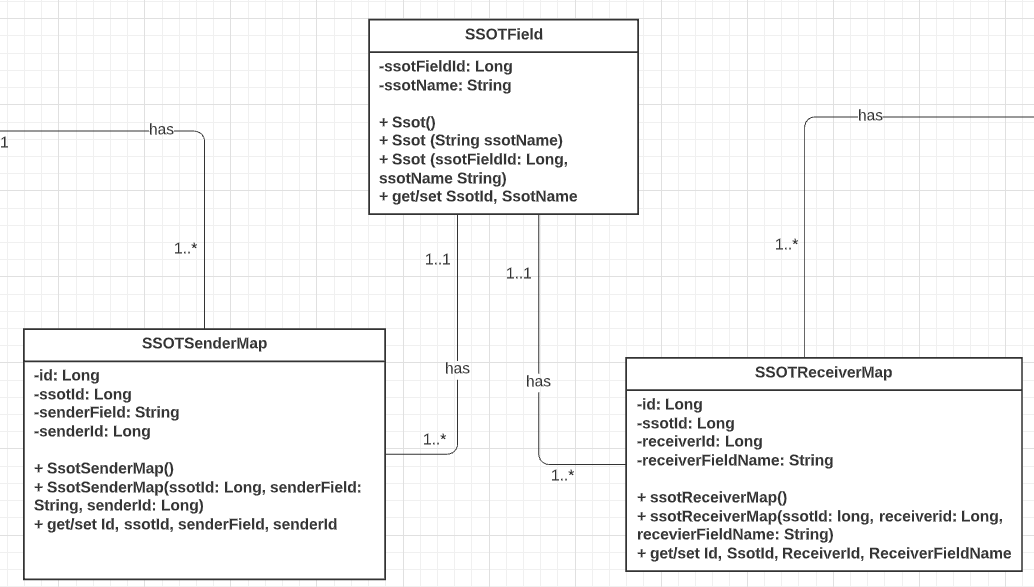 SSOTField
-ssotFieldId: Long
-ssotName: String
+ Ssot()
+ Ssot (String ssotName)
+ Ssot (ssotFieldId: Long,
ssotName String)
+ get/set SsotId, SsotName
has
1
1..*
has
1..*
1..1
1..1
has
has
1..*
1..*
SSOTSenderMap
-id: Long
-ssotId: Long
-senderField: String
-senderId: Long
+ SsotSenderMap()
+ SsotSenderMap(ssotId: Long, senderField:
String, senderId: Long)
+ get/set Id, ssotId, senderField, senderId
SSOTReceiverMap
-id: Long
-ssotId: Long
-receiverId: Long
-receiverFieldName: String
+ ssotReceiverMap()
+ ssotReceiverMap(ssotId: long, receiverid: Long,
recevierFieldName: String)
+ get/set Id, SsotId, ReceiverId, ReceiverFieldName